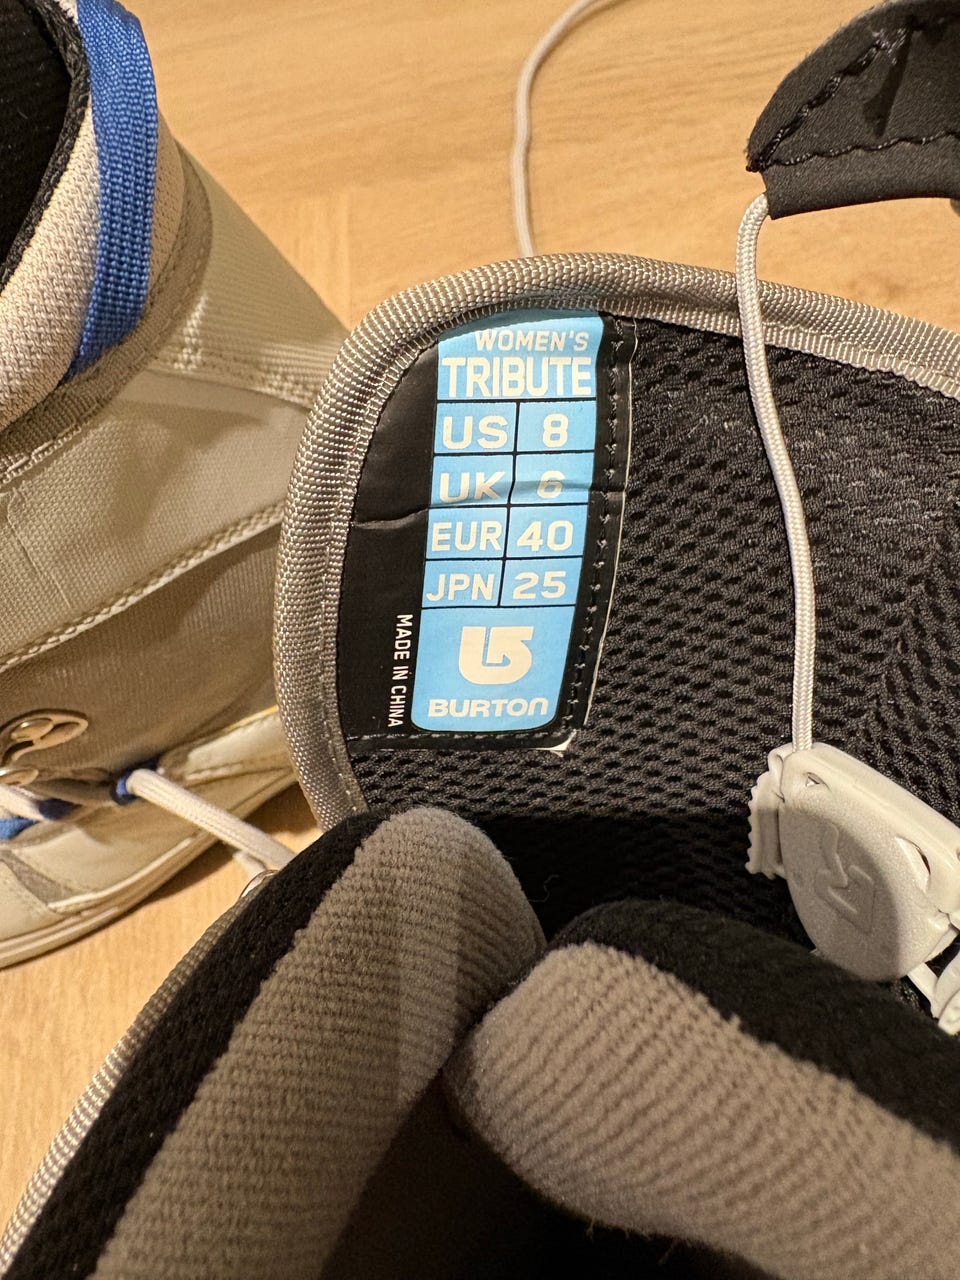 WOMEN'S
TRIBUTE
US 8
UK 6
EUR 40
JPN 25
BURTON
MADE IN CHINA